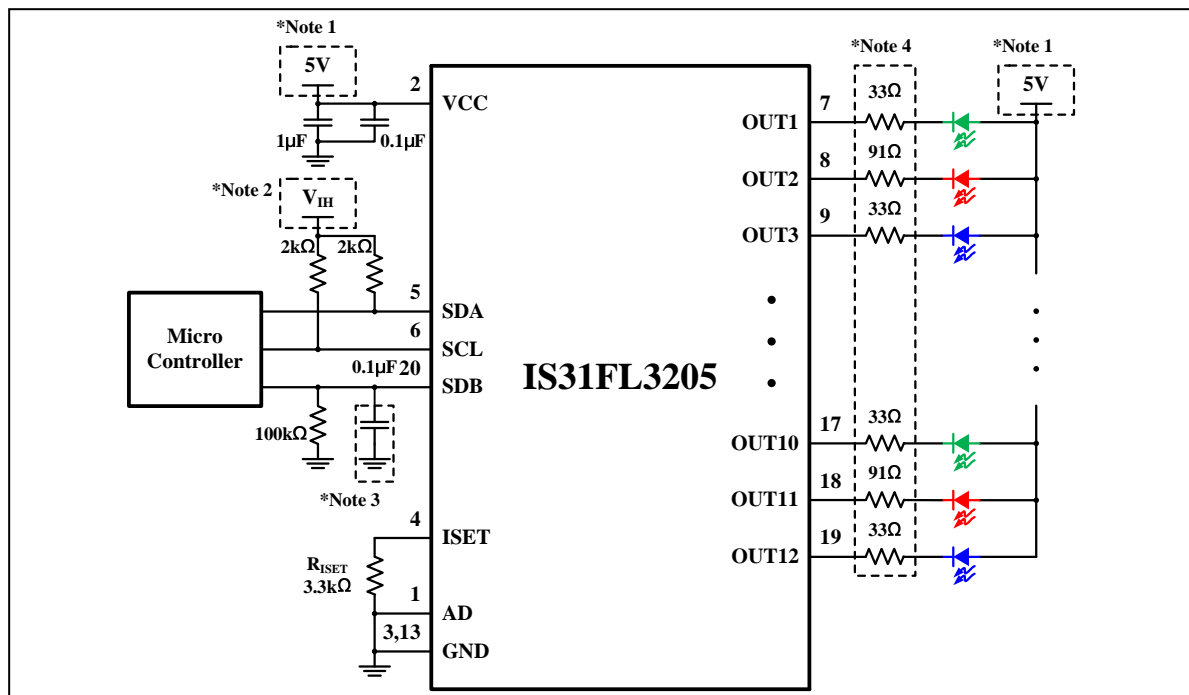 *Note 1
5V
1µF
0.1µF
2
VCC
*Note 2
VIH
2kΩ
2kΩ
Micro
Controller
5
SDA
6
SCL
0.1µF
20
SDB
100kΩ
*Note 3
4
ISET
RISET
3.3kΩ
1
AD
3,13
GND
IS31FL3205
*Note 4
*Note 1
5V
7
OUT1
33Ω
8
OUT2
91Ω
9
OUT3
33Ω
17
OUT10
33Ω
18
OUT11
91Ω
19
OUT12
33Ω